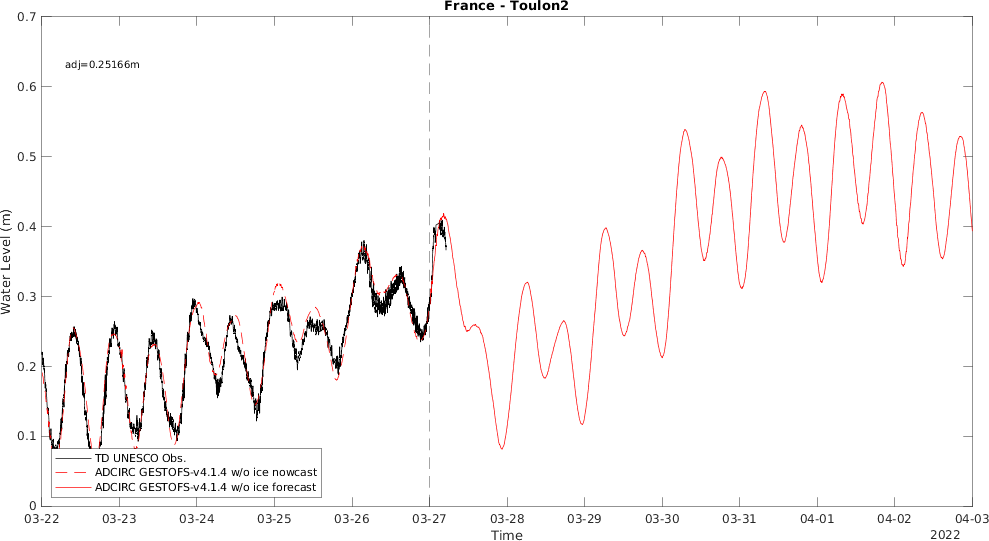 France - Toulon2
0.7
0.6
0.5
0.4
0.3
0.2
0.1
0
Water Level (m)
adj=0.25166m
TD UNESCO Obs.
ADCIRC GESTOFS-v4.1.4 w/o ice nowcast
ADCIRC GESTOFS-v4.1.4 w/o ice forecast
03-22 03-23 03-24 03-25 03-26 03-27 03-28 03-29 03-30 03-31 04-01 04-02 04-03
Time
2022